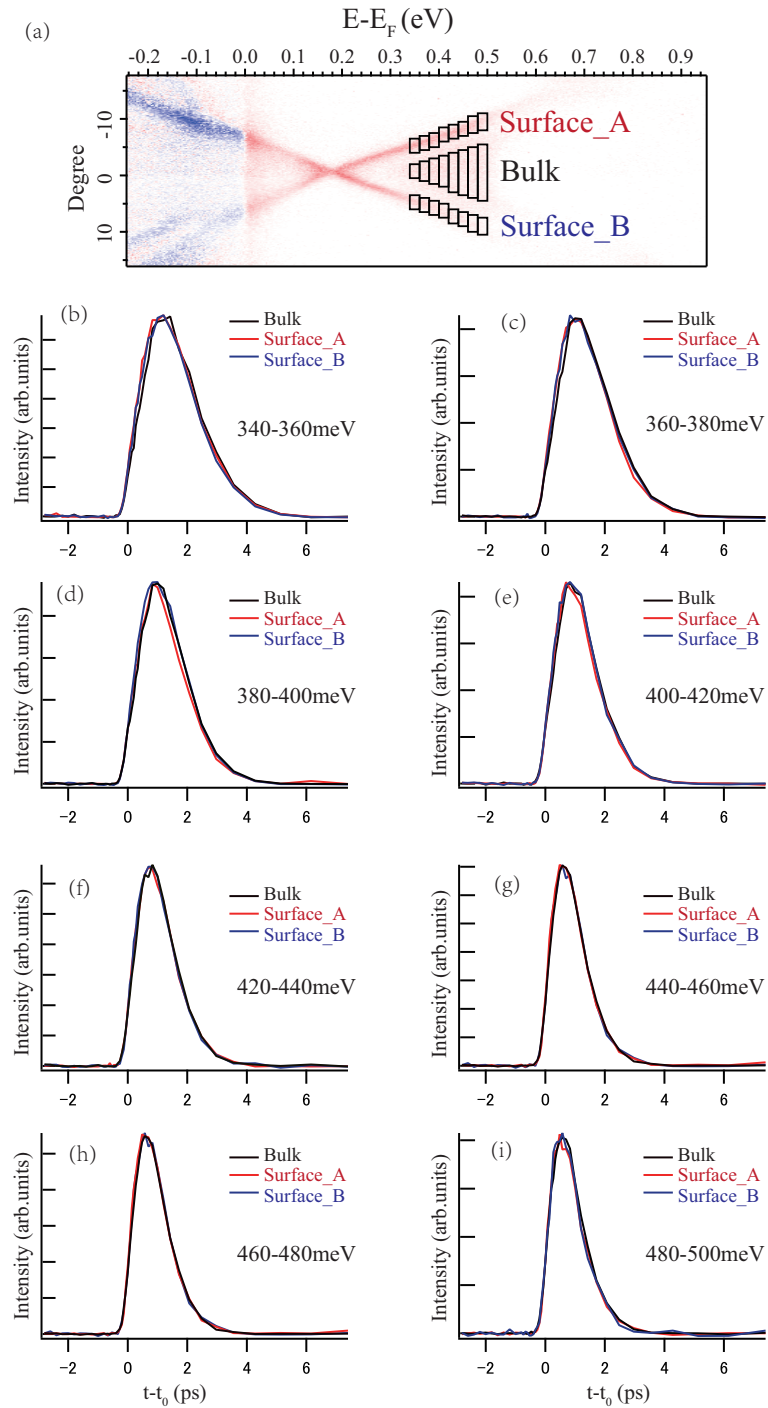 (a)
E-E_F (eV)
-0.2 -0.1 0.0 0.1 0.2 0.3 0.4 0.5 0.6 0.7 0.8 0.9
Degree
-10
0
10
Surface_A
Bulk
Surface_B
(b)
Intensity (arb.units)
Bulk
Surface_A
Surface_B
340-360meV
-2 0 2 4 6
(c)
Intensity (arb.units)
Bulk
Surface_A
Surface_B
360-380meV
-2 0 2 4 6
(d)
Intensity (arb.units)
Bulk
Surface_A
Surface_B
380-400meV
-2 0 2 4 6
(e)
Intensity (arb.units)
Bulk
Surface_A
Surface_B
400-420meV
-2 0 2 4 6
(f)
Intensity (arb.units)
Bulk
Surface_A
Surface_B
420-440meV
-2 0 2 4 6
(g)
Intensity (arb.units)
Bulk
Surface_A
Surface_B
440-460meV
-2 0 2 4 6
(h)
Intensity (arb.units)
Bulk
Surface_A
Surface_B
460-480meV
-2 0 2 4 6
t-t₀ (ps)
(i)
Intensity (arb.units)
Bulk
Surface_A
Surface_B
480-500meV
-2 0 2 4 6
t-t₀ (ps)